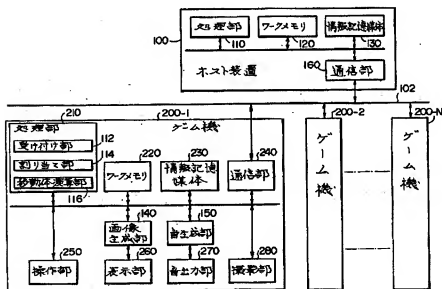 100
処理部
ワークメモリ
情報記憶媒体
110
120
130
ホスト装置
160
通信部
102
210
200-1
200-2
200-N
処理部
ゲーム機
受け付け部
112
割り当て部
114
移動体演算部
116
220
230
240
ワークメモリ
情報記憶媒体
通信部
140
150
画像生成部
音生成部
250
260
270
280
操作部
表示部
音出力部
撮影部
ゲーム機
ゲーム機